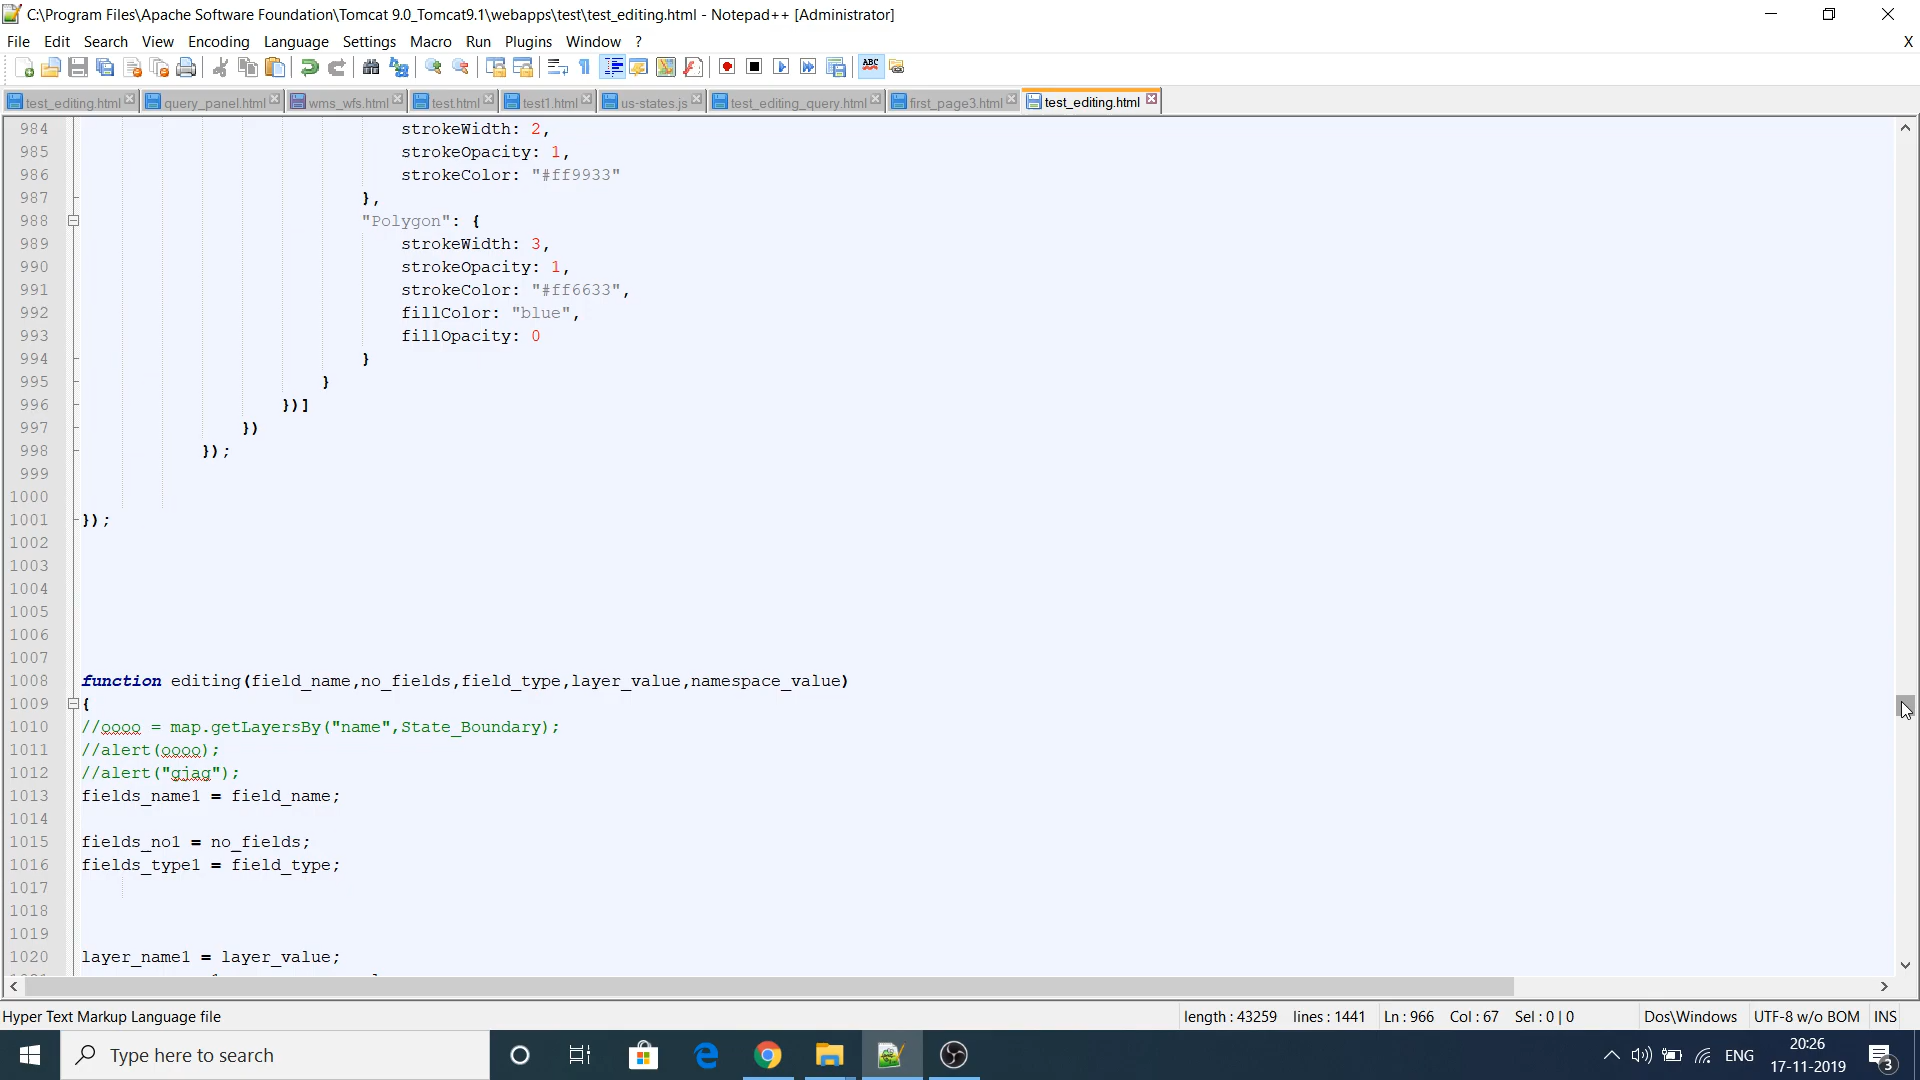 C:\Program Files\Apache Software Foundation\Tomcat 9.0_Tomcat9.1\webapps\test\test_editing.html - Notepad++ [Administrator]
File Edit Search View Encoding Language Settings Macro Run Plugins Window ? X
ABC
test_editing.html query_panel.html wms_wfs.html test.html test1.html us-states.js test_editing_query.html first_page3.html test_editing.html
984 strokeWidth: 2,
985 strokeOpacity: 1,
986 strokeColor: "#ff9933"
987 },
988 "Polygon": {
989 strokeWidth: 3,
990 strokeOpacity: 1,
991 strokeColor: "#ff6633",
992 fillColor: "blue",
993 fillOpacity: 0
994 }
995 }
996 })]
997 })
998 });
999
1000
1001 });
1002
1003
1004
1005
1006
1007
1008 function editing(field_name,no_fields,field_type,layer_value,namespace_value)
1009 {
1010 //oooo = map.getLayersBy("name",State_Boundary);
1011 //alert(oooo);
1012 //alert("gjag");
1013 fields_name1 = field_name;
1014
1015 fields_no1 = no_fields;
1016 fields_type1 = field_type;
1017
1018
1019
1020 layer_name1 = layer_value;
Hyper Text Markup Language file length : 43259 lines : 1441 Ln : 966 Col : 67 Sel : 0 | 0 Dos\Windows UTF-8 w/o BOM INS
Type here to search
ENG
20:26
17-11-2019
3